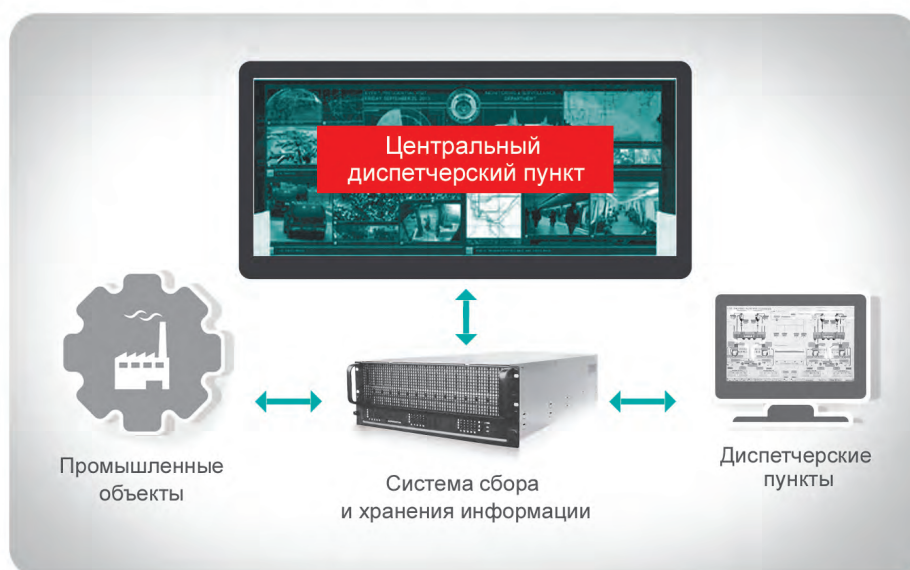 Центральный
диспетчерский пункт
Промышленные
объекты
Система сбора
и хранения информации
Диспетчерские
пункты